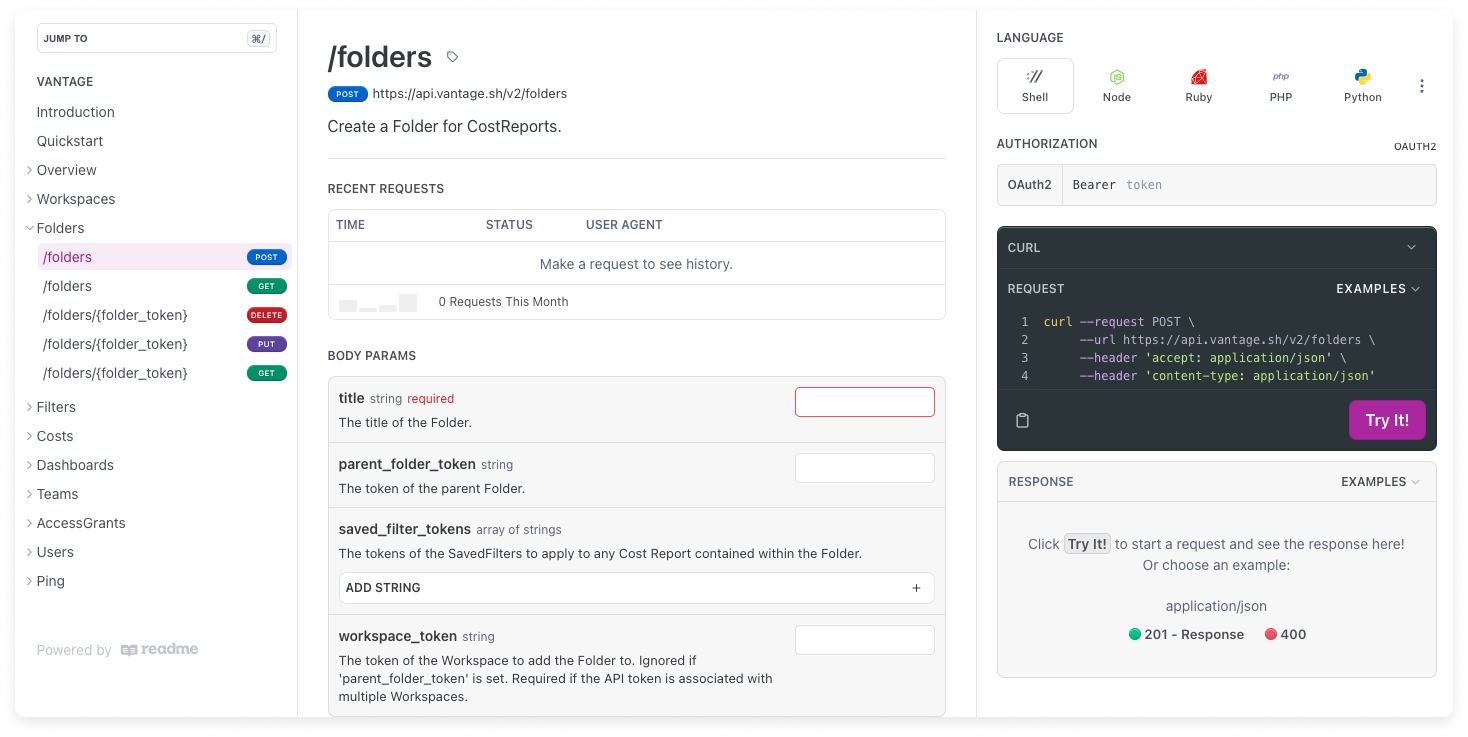 JUMP TO ⌘/
VANTAGE
Introduction
Quickstart
Overview
Workspaces
Folders
/folders POST
/folders GET
/folders/{folder_token} DELETE
/folders/{folder_token} PUT
/folders/{folder_token} GET
Filters
Costs
Dashboards
Teams
AccessGrants
Users
Ping
Powered by readme
/folders
POST https://api.vantage.sh/v2/folders
Create a Folder for CostReports.
RECENT REQUESTS
TIME STATUS USER AGENT
Make a request to see history.
0 Requests This Month
BODY PARAMS
title string required
The title of the Folder.
parent_folder_token string
The token of the parent Folder.
saved_filter_tokens array of strings
The tokens of the SavedFilters to apply to any Cost Report contained within the Folder.
ADD STRING +
workspace_token string
The token of the Workspace to add the Folder to. Ignored if
'parent_folder_token' is set. Required if the API token is associated with
multiple Workspaces.
LANGUAGE
Shell Node Ruby php PHP Python
AUTHORIZATION OAUTH2
OAuth2 Bearer token
CURL
REQUEST EXAMPLES
1 curl --request POST \
2 --url https://api.vantage.sh/v2/folders \
3 --header 'accept: application/json' \
4 --header 'content-type: application/json'
Try It!
RESPONSE EXAMPLES
Click Try It! to start a request and see the response here!
Or choose an example:
application/json
201 - Response 400